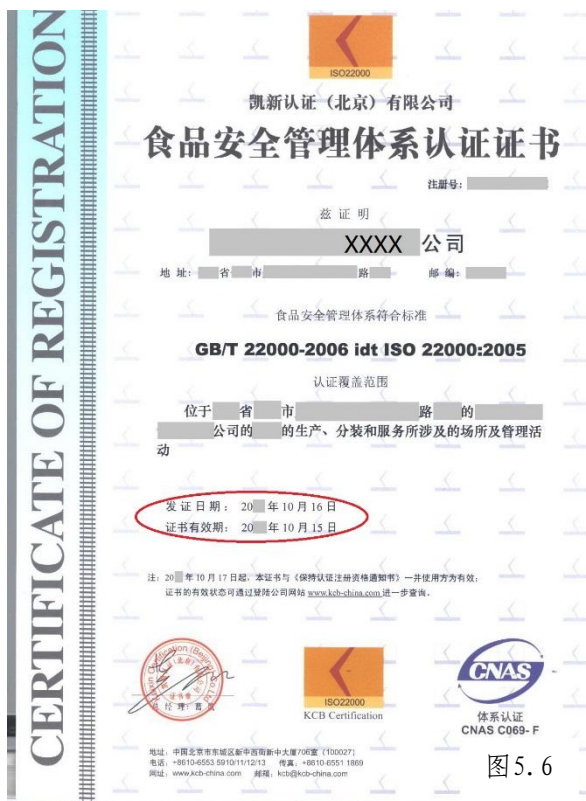 CERTIFICATE OF REGISTRATION
ISO22000
凯新认证（北京）有限公司
食品安全管理体系认证证书
注册号：
兹 证 明
XXXX 公司
地 址： 省 市 路 邮 编：
食品安全管理体系符合标准
GB/T 22000-2006 idt ISO 22000:2005
认证覆盖范围
位于 省 市 路 的
公司的 的生产、分装和服务所涉及的场所及管理活
动
发 证 日 期： 20 年 10 月 16 日
证书有效期： 20 年 10 月 15 日
注：20 年 10 月 17 日起，本证书与《保持认证注册资格通知书》一并使用方为有效；
证书的有效状态可通过登陆公司网站 www.kcb-china.com 进一步查询。
证书章
总 经 理：葛
ISO22000
KCB Certification
CNAS
体系认证
CNAS C069- F
地址：中国北京市东城区新中西街新中大厦706室（100027）
电话：+8610-6553 5910/11/12/13 传真：+8610-6551 1869
网址：www.kcb-china.com 邮箱：kcb@kcb-china.com
图5.6